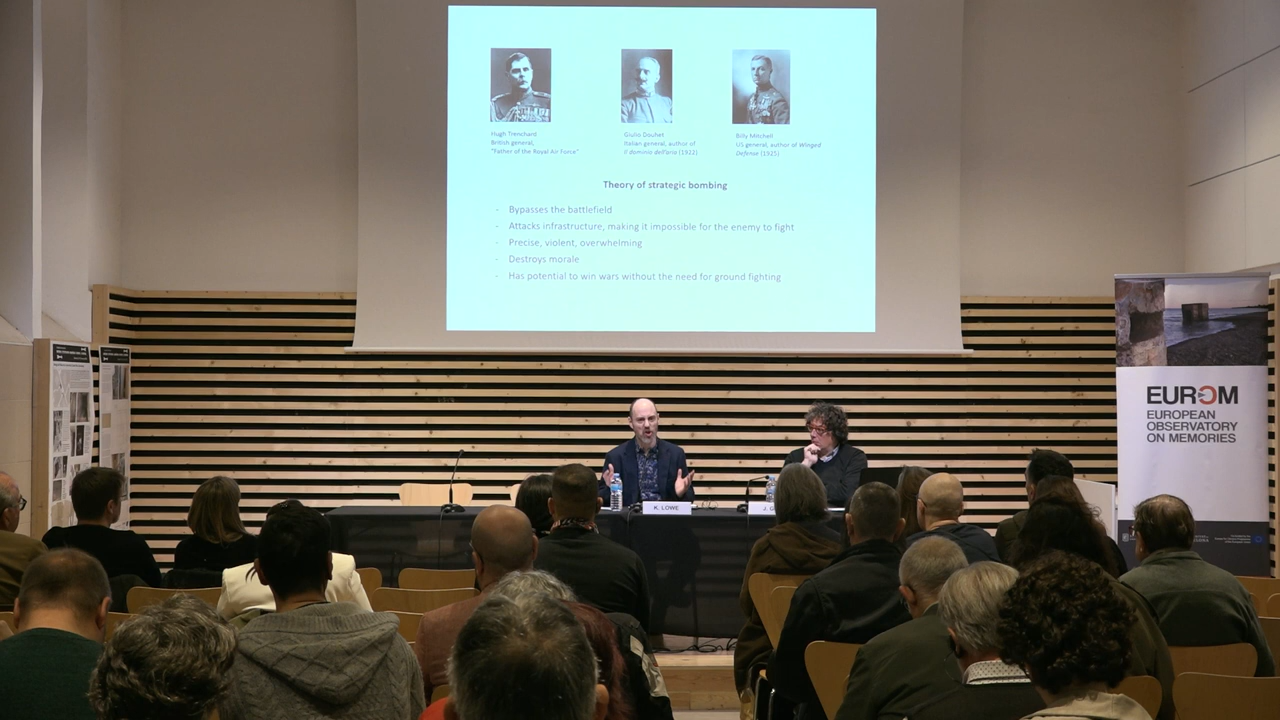 Hugh Trenchard
British general,
"Father of the Royal Air Force"
Giulio Douhet
Italian general, author of
Il dominio dell'aria (1922)
Billy Mitchell
US general, author of Winged
Defense (1925)
Theory of strategic bombing
- Bypasses the battlefield
- Attacks infrastructure, making it impossible for the enemy to fight
- Precise, violent, overwhelming
- Destroys morale
- Has potential to win wars without the need for ground fighting
EUROM
EUROPEAN
OBSERVATORY
ON MEMORIES
K. LOWE
J. G